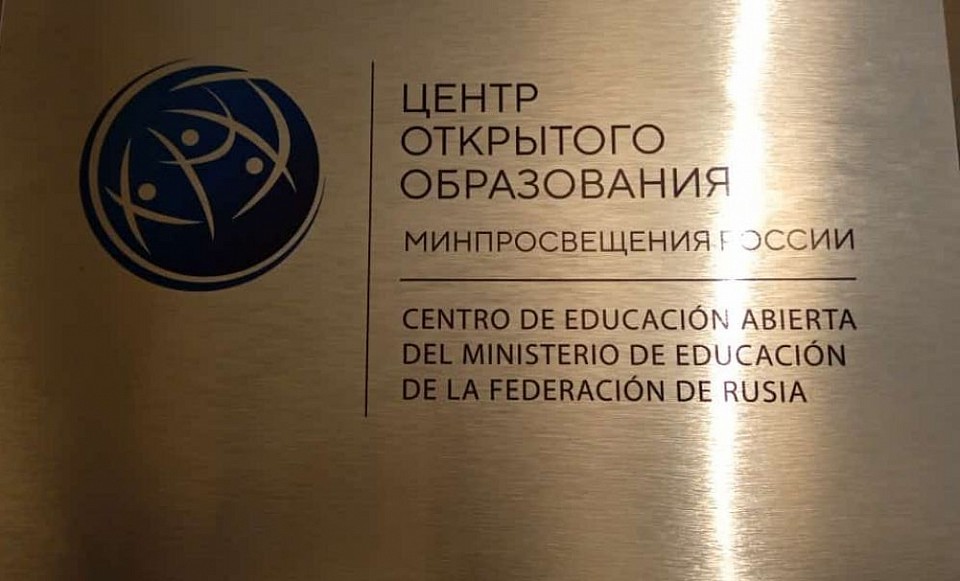 ЦЕНТР
ОТКРЫТОГО
ОБРАЗОВАНИЯ
МИНПРОСВЕЩЕНИЯ РОССИИ
CENTRO DE EDUCACIÓN ABIERTA
DEL MINISTERIO DE EDUCACIÓN
DE LA FEDERACIÓN DE RUSIA